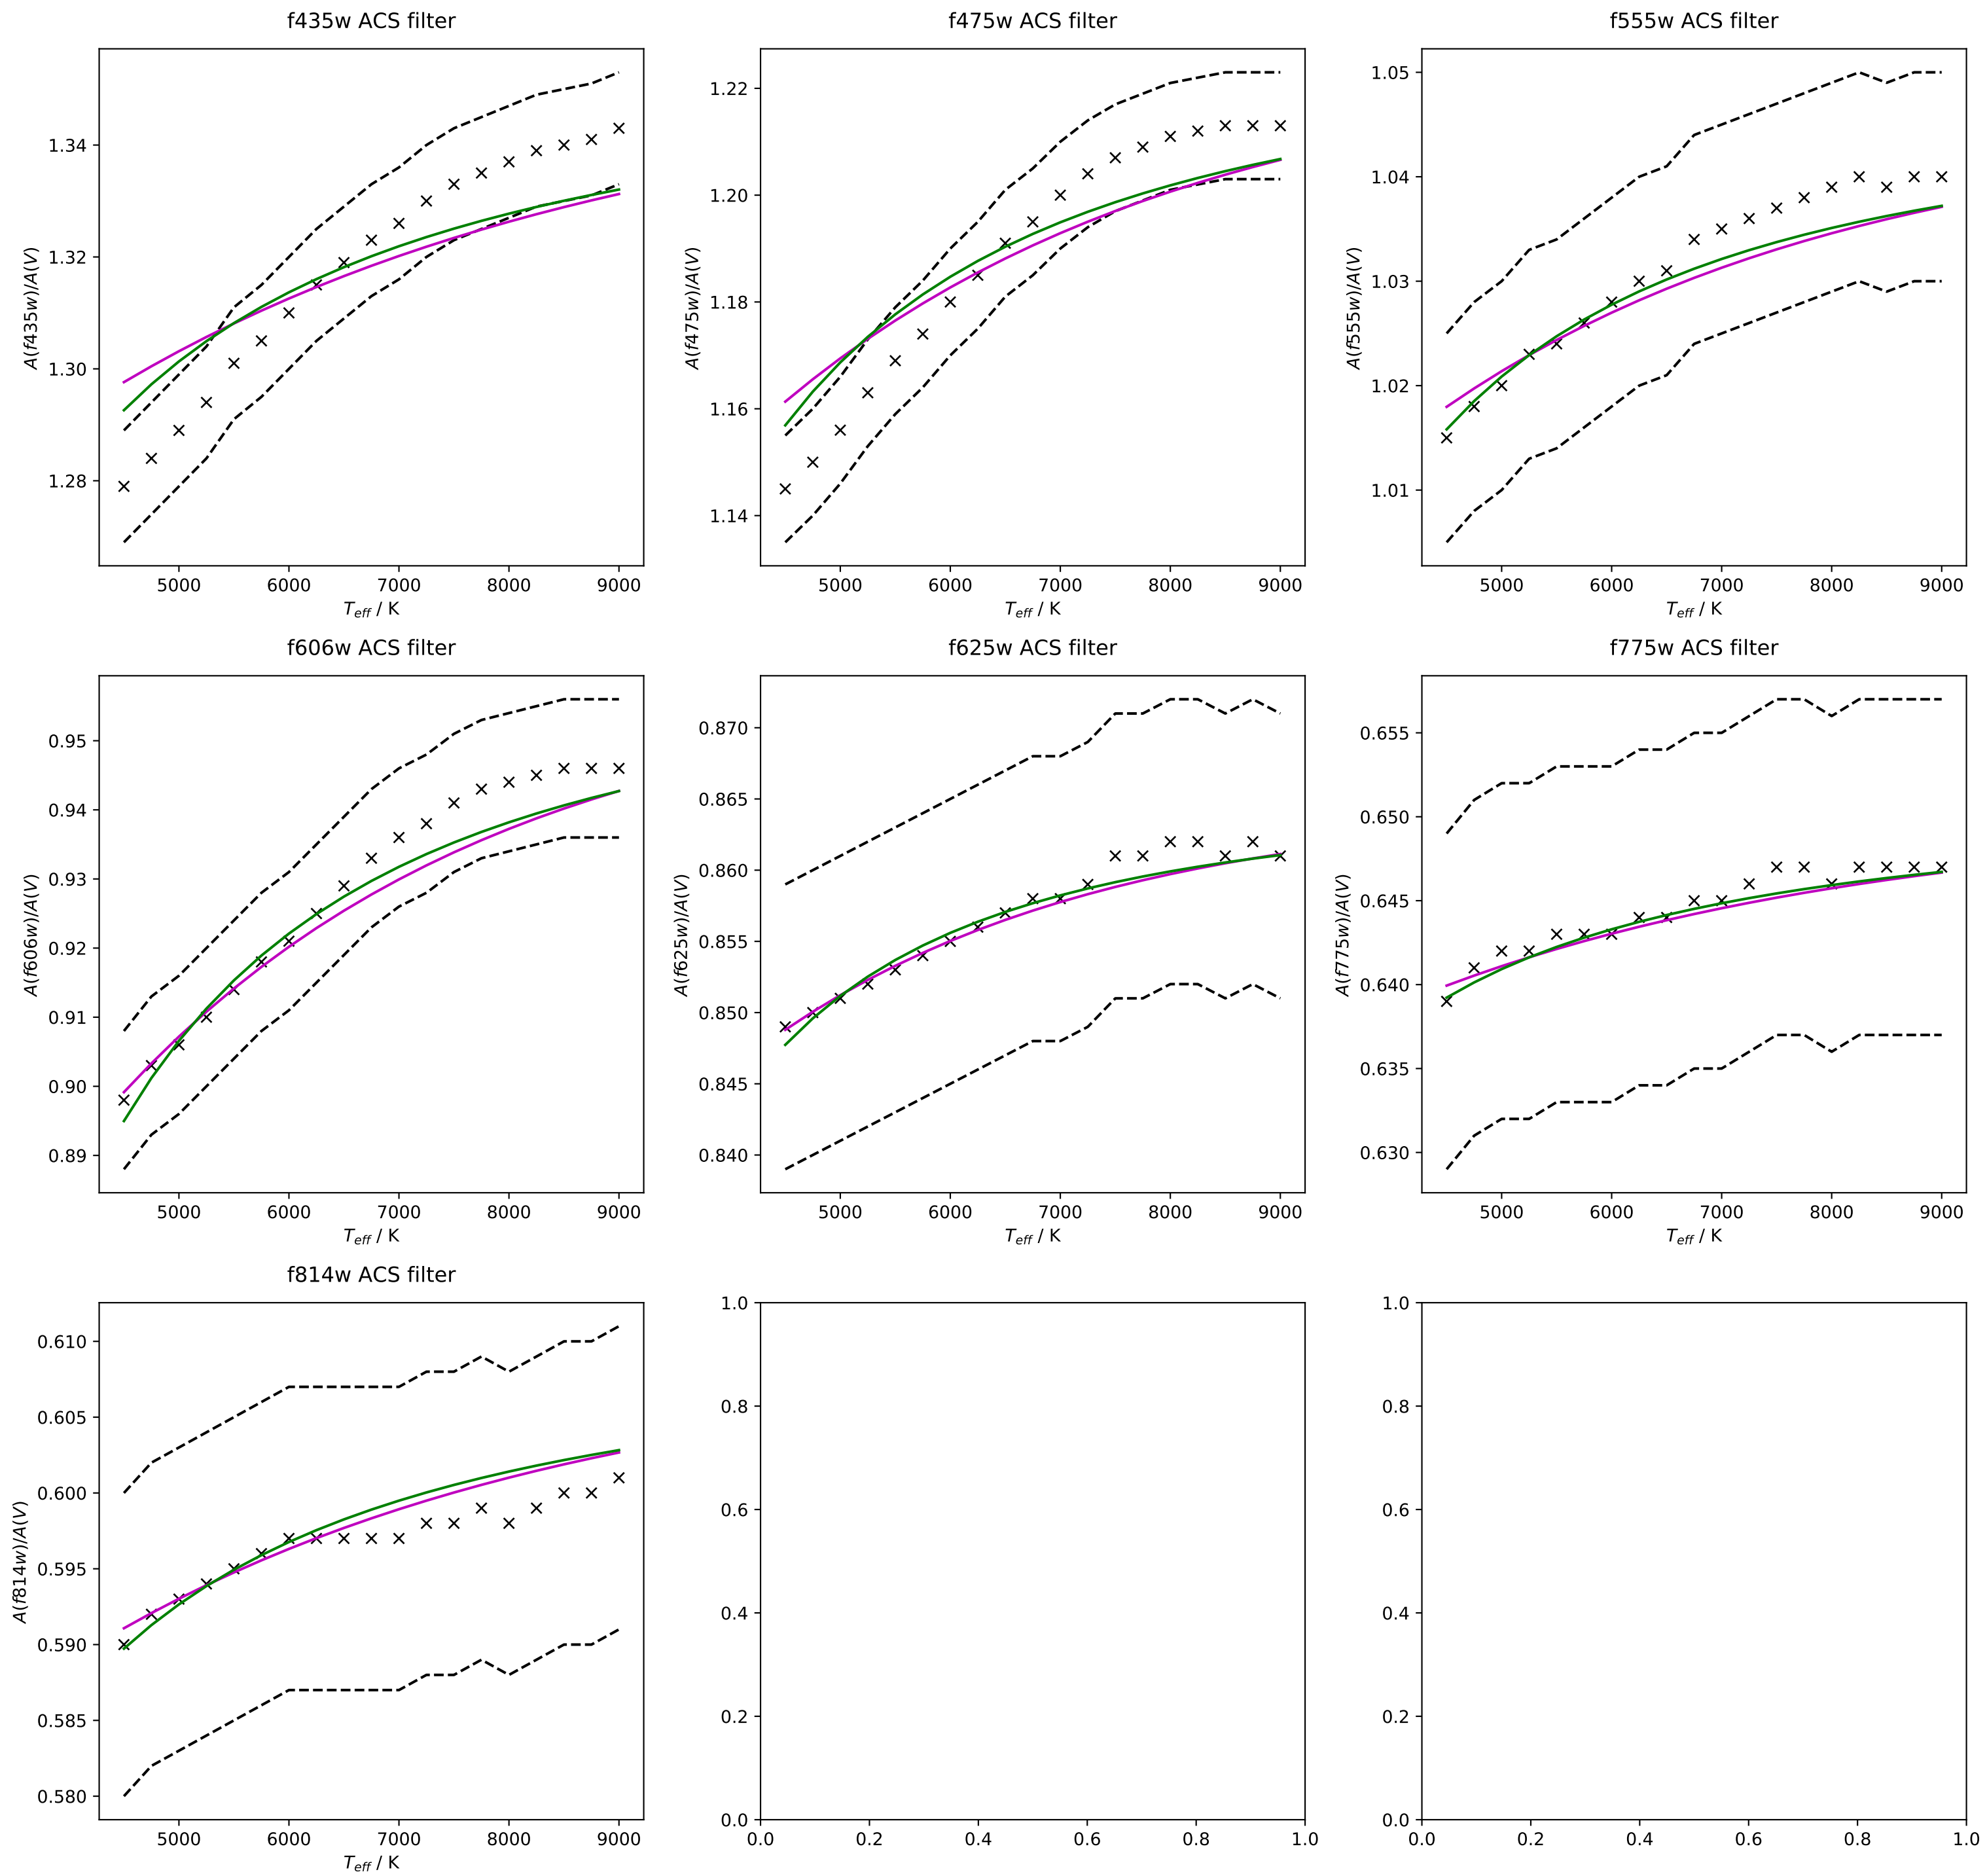 f435w ACS filter
A(f435w)/A(V)
1.34
1.32
1.30
1.28
5000 6000 7000 8000 9000
T_eff / K
f475w ACS filter
A(f475w)/A(V)
1.22
1.20
1.18
1.16
1.14
5000 6000 7000 8000 9000
T_eff / K
f555w ACS filter
A(f555w)/A(V)
1.05
1.04
1.03
1.02
1.01
5000 6000 7000 8000 9000
T_eff / K
f606w ACS filter
A(f606w)/A(V)
0.95
0.94
0.93
0.92
0.91
0.90
0.89
5000 6000 7000 8000 9000
T_eff / K
f625w ACS filter
A(f625w)/A(V)
0.870
0.865
0.860
0.855
0.850
0.845
0.840
5000 6000 7000 8000 9000
T_eff / K
f775w ACS filter
A(f775w)/A(V)
0.655
0.650
0.645
0.640
0.635
0.630
5000 6000 7000 8000 9000
T_eff / K
f814w ACS filter
A(f814w)/A(V)
0.610
0.605
0.600
0.595
0.590
0.585
0.580
5000 6000 7000 8000 9000
T_eff / K
1.0
0.8
0.6
0.4
0.2
0.0
0.0 0.2 0.4 0.6 0.8 1.0
1.0
0.8
0.6
0.4
0.2
0.0
0.0 0.2 0.4 0.6 0.8 1.0